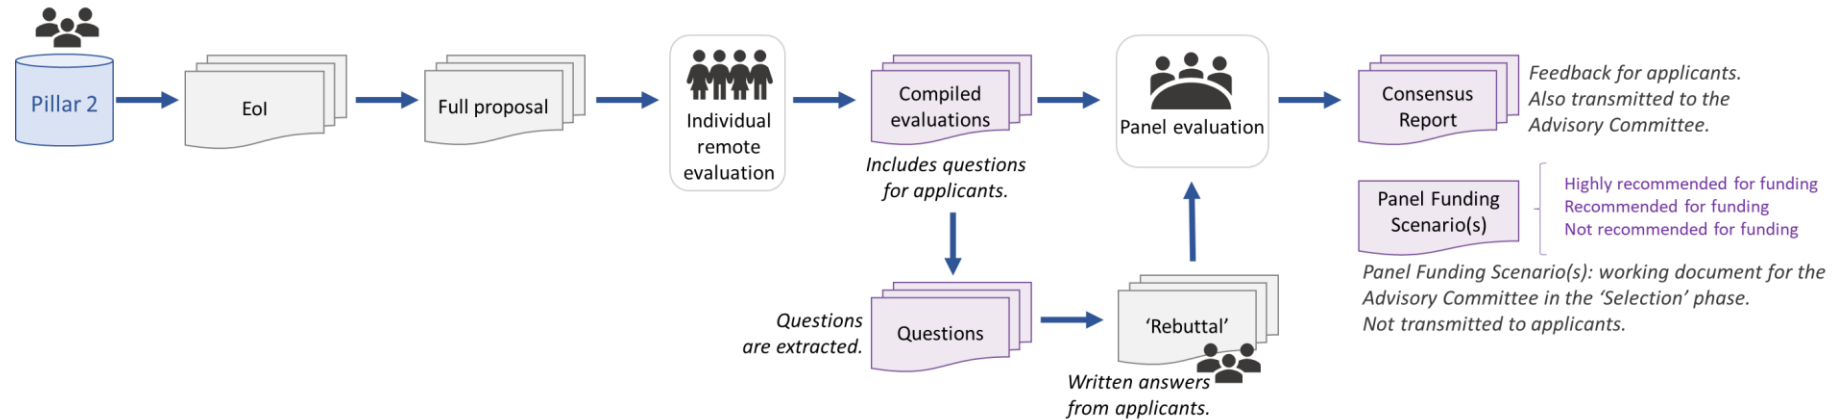 Pillar 2
EoI
Full proposal
Individual
remote
evaluation
Compiled
evaluations
Includes questions
for applicants.
Questions
are extracted.
Questions
‘Rebuttal’
Written answers
from applicants.
Panel evaluation
Consensus
Report
Feedback for applicants.
Also transmitted to the
Advisory Committee.
Panel Funding
Scenario(s)
Highly recommended for funding
Recommended for funding
Not recommended for funding
Panel Funding Scenario(s): working document for the
Advisory Committee in the ‘Selection’ phase.
Not transmitted to applicants.